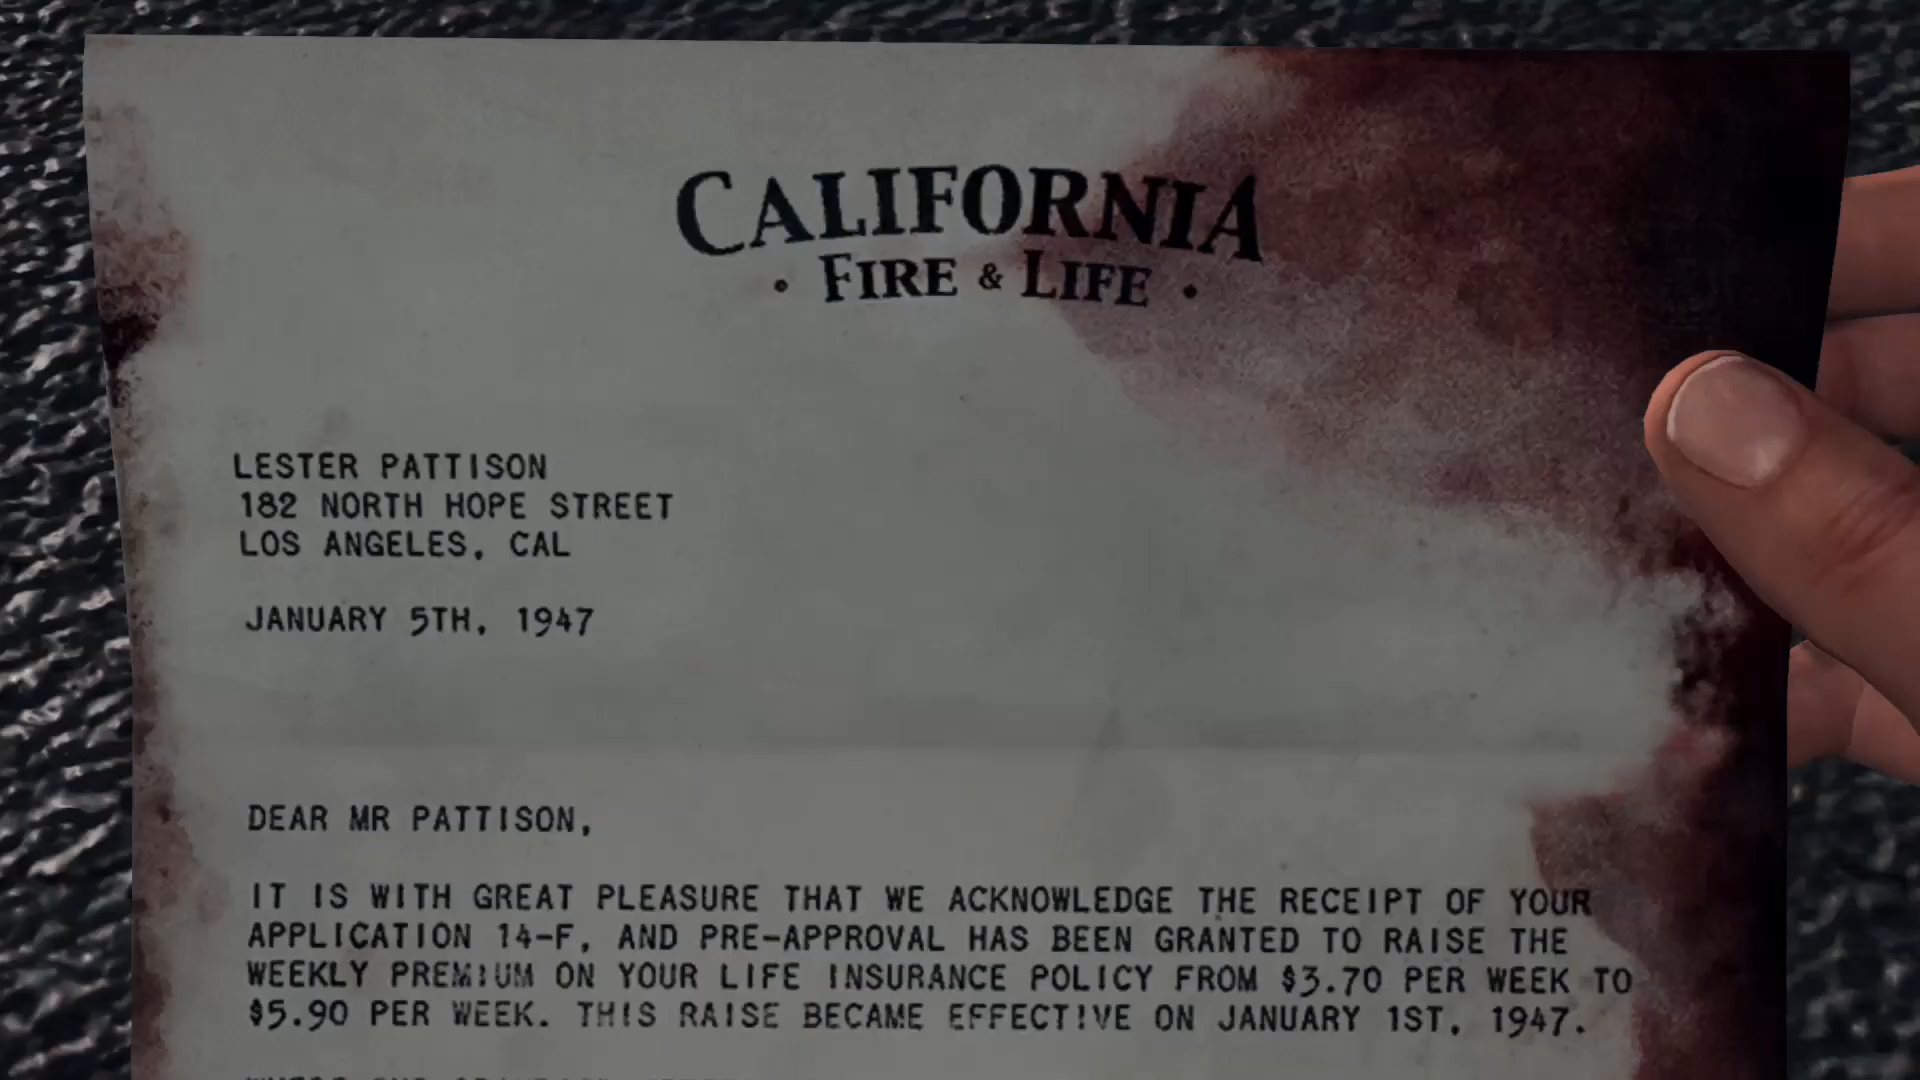 CALIFORNIA
· FIRE & LIFE ·
LESTER PATTISON
182 NORTH HOPE STREET
LOS ANGELES, CAL
JANUARY 5TH, 1947
DEAR MR PATTISON,
IT IS WITH GREAT PLEASURE THAT WE ACKNOWLEDGE THE RECEIPT OF YOUR
APPLICATION 14-F, AND PRE-APPROVAL HAS BEEN GRANTED TO RAISE THE
WEEKLY PREMIUM ON YOUR LIFE INSURANCE POLICY FROM $3.70 PER WEEK TO
$5.90 PER WEEK. THIS RAISE BECAME EFFECTIVE ON JANUARY 1ST, 1947.